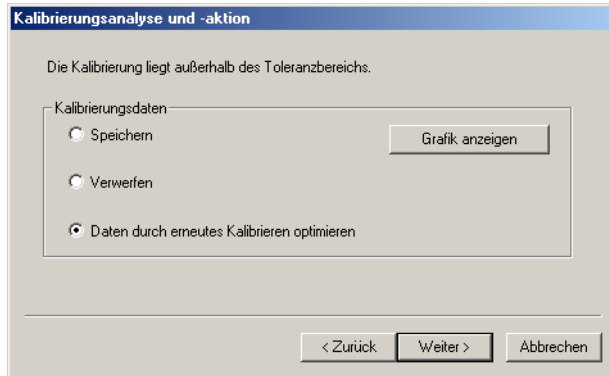 Kalibrierungsanalyse und -aktion
Die Kalibrierung liegt außerhalb des Toleranzbereichs.
Kalibrierungsdaten
Speichern
Grafik anzeigen
Verwerfen
Daten durch erneutes Kalibrieren optimieren
< Zurück
Weiter >
Abbrechen